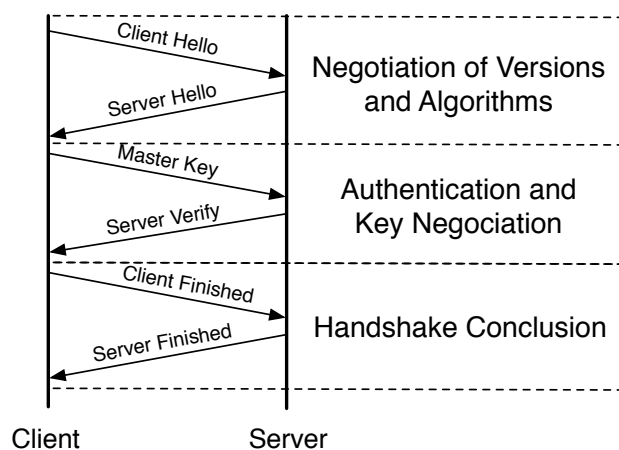 Client Hello
Server Hello
Negotiation of Versions
and Algorithms
Master Key
Server Verify
Authentication and
Key Negociation
Client Finished
Server Finished
Handshake Conclusion
Client
Server